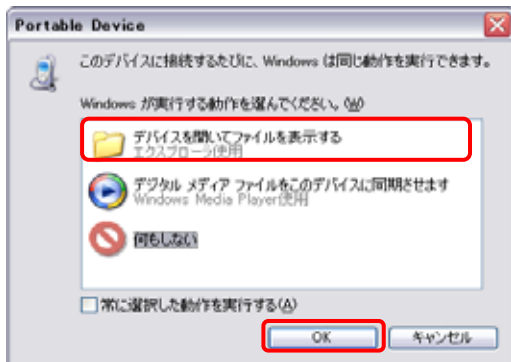 Portable Device
このデバイスに接続するたびに、Windows は同じ動作を実行できます。
Windows が実行する動作を選んでください。(W)
デバイスを開いてファイルを表示する
エクスプローラ使用
デジタル メディア ファイルをこのデバイスに同期させます
Windows Media Player使用
何もしない
常に選択した動作を実行する(A)
OK
キャンセル